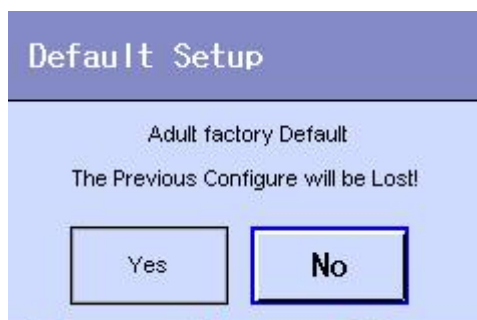 Default Setup
Adult factory Default
The Previous Configure will be Lost!
Yes No